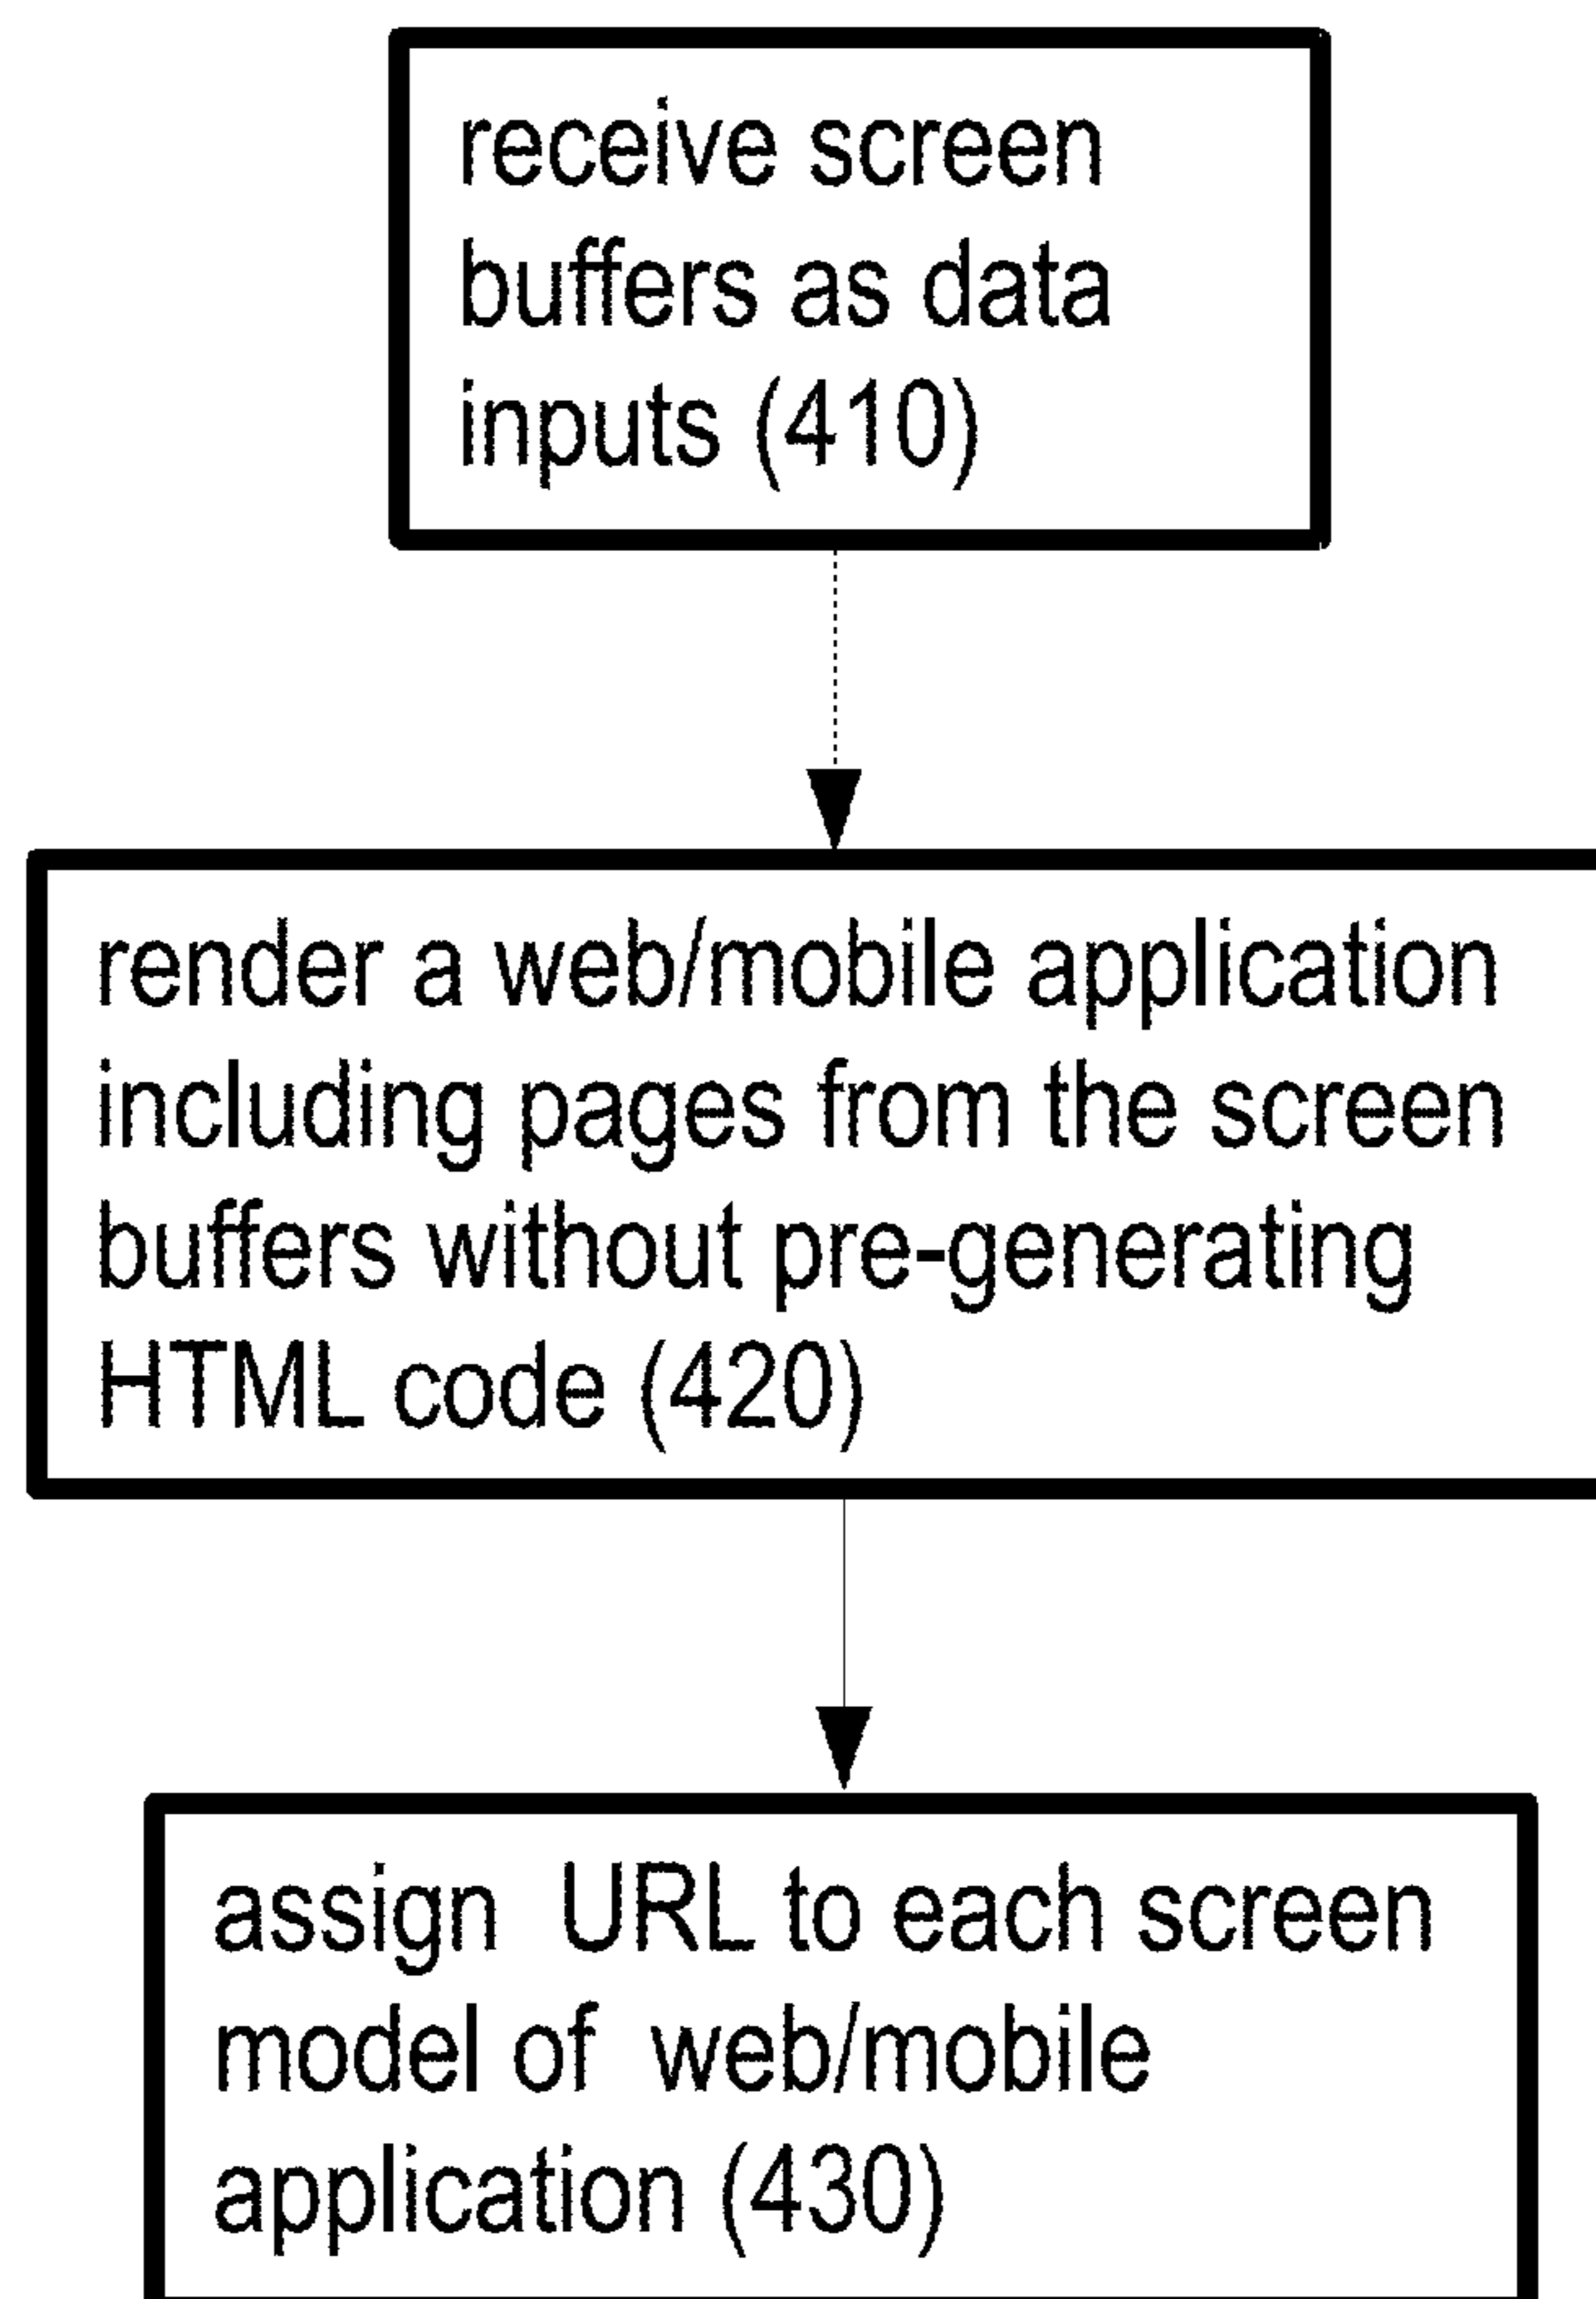 receive screen
buffers as data
inputs (410)
render a web/mobile application
including pages from the screen
buffers without pre-generating
HTML code (420)
assign URL to each screen
model of web/mobile
application (430)